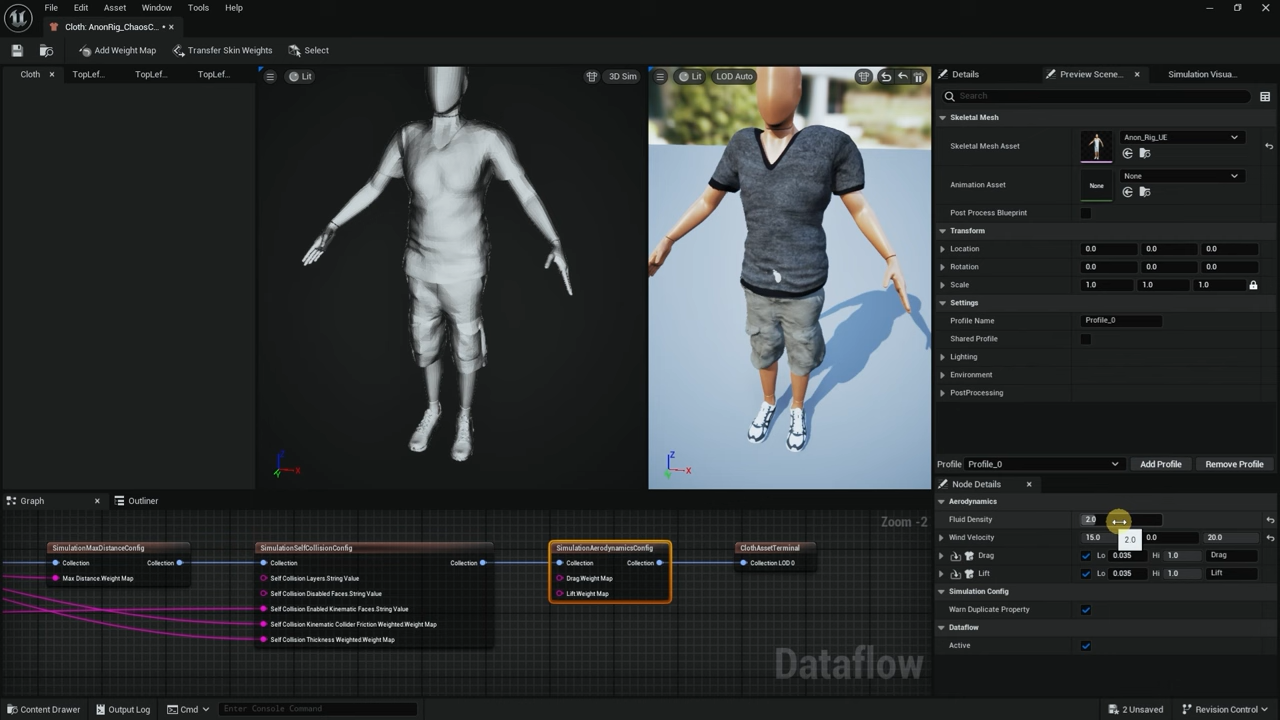 File Edit Asset Window Tools Help
Cloth: AnonRig_ChaosC... •
Add Weight Map Transfer Skin Weights Select
Cloth TopLef... TopLef... TopLef...
Lit 3D Sim
Lit LOD Auto
Details Preview Scene... Simulation Visua...
Search
Skeletal Mesh
Skeletal Mesh Asset Anon_Rig_UE
Animation Asset None None
Post Process Blueprint
Transform
Location 0.0 0.0 0.0
Rotation 0.0 0.0 0.0
Scale 1.0 1.0 1.0
Settings
Profile Name Profile_0
Shared Profile
Lighting
Environment
PostProcessing
Profile Profile_0 Add Profile Remove Profile
Node Details
Aerodynamics
Fluid Density 2.0
2.0
Wind Velocity 15.0 0.0 20.0
Drag Lo 0.035 Hi 1.0 Drag
Lift Lo 0.035 Hi 1.0 Lift
Simulation Config
Warn Duplicate Property
Dataflow
Active
Graph Outliner
Zoom -2
SimulationMaxDistanceConfig
Collection Collection
Max Distance.Weight Map
SimulationSelfCollisionConfig
Collection Collection
Self Collision Layers.String Value
Self Collision Disabled Faces.String Value
Self Collision Enabled Kinematic Faces.String Value
Self Collision Kinematic Collider Friction Weighted.Weight Map
Self Collision Thickness Weighted.Weight Map
SimulationAerodynamicsConfig
Collection Collection
Drag.Weight Map
Lift.Weight Map
ClothAssetTerminal
Collection LOD 0
Dataflow
Z
X
Y
Z
X
Y
Content Drawer Output Log Cmd Enter Console Command 2 Unsaved Revision Control